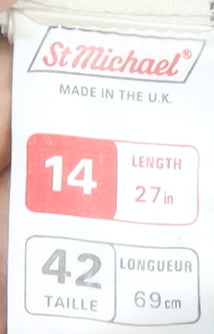 St Michael®
MADE IN THE U.K.
14
LENGTH
27in
42
TAILLE
LONGUEUR
69cm